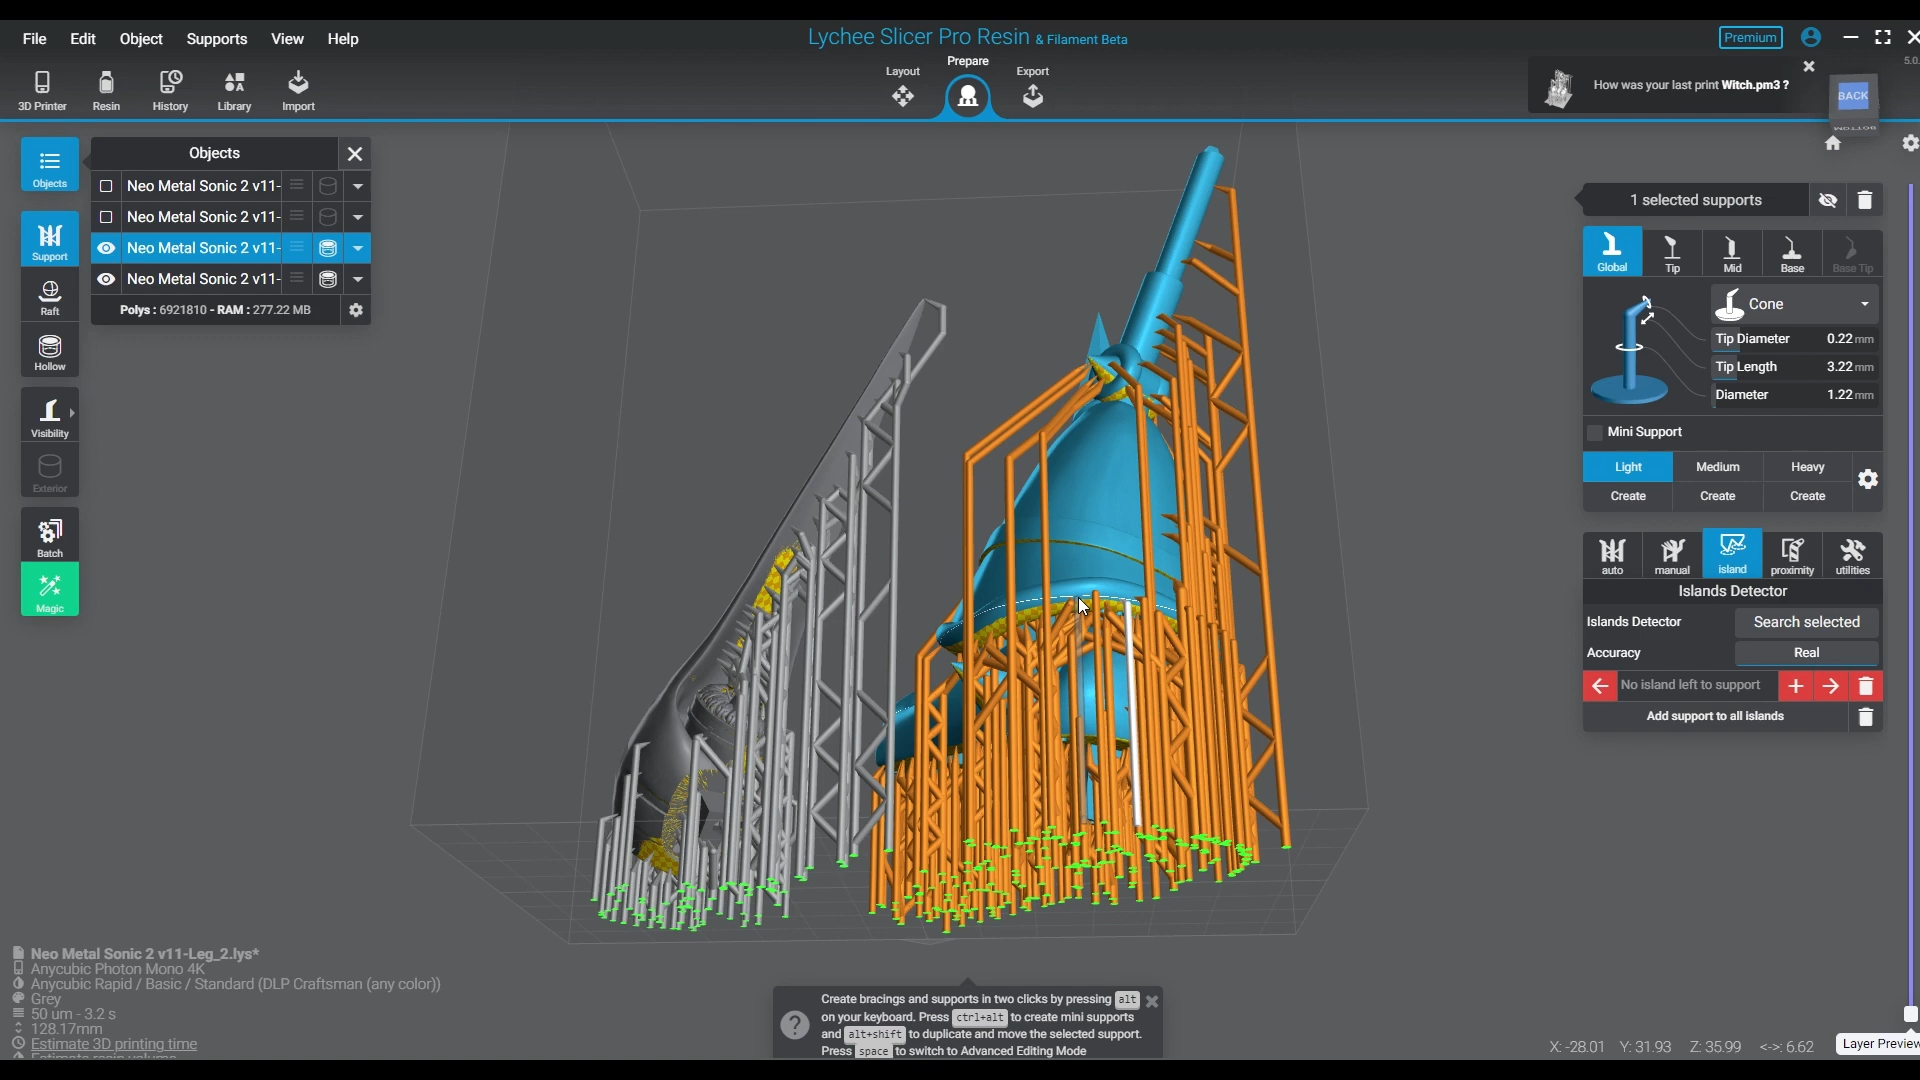 File Edit Object Supports View Help
Lychee Slicer Pro Resin & Filament Beta
Premium
5.0.
3D Printer Resin History Library Import
Layout Prepare Export
How was your last print Witch.pm3 ?
BACK
BOTTOM
Objects
Objects
Neo Metal Sonic 2 v11-
Neo Metal Sonic 2 v11-
Neo Metal Sonic 2 v11-
Neo Metal Sonic 2 v11-
Polys : 6921810 - RAM : 277.22 MB
Support
Raft
Hollow
Visibility
Exterior
Batch
Magic
1 selected supports
Global Tip Mid Base Base Tip
Cone
Tip Diameter 0.22 mm
Tip Length 3.22 mm
Diameter 1.22 mm
Mini Support
Light Medium Heavy
Create Create Create
auto manual island proximity utilities
Islands Detector
Islands Detector Search selected
Accuracy Real
No island left to support
Add support to all islands
Neo Metal Sonic 2 v11-Leg_2.lys*
Anycubic Photon Mono 4K
Anycubic Rapid / Basic / Standard (DLP Craftsman (any color))
Grey
50 um - 3.2 s
128.17mm
Estimate 3D printing time
Estimate resin volume
Create bracings and supports in two clicks by pressing alt
on your keyboard. Press ctrl+alt to create mini supports
and alt+shift to duplicate and move the selected support.
Press space to switch to Advanced Editing Mode
X: -28.01 Y: 31.93 Z: 35.99 <->: 6.62
Layer Preview